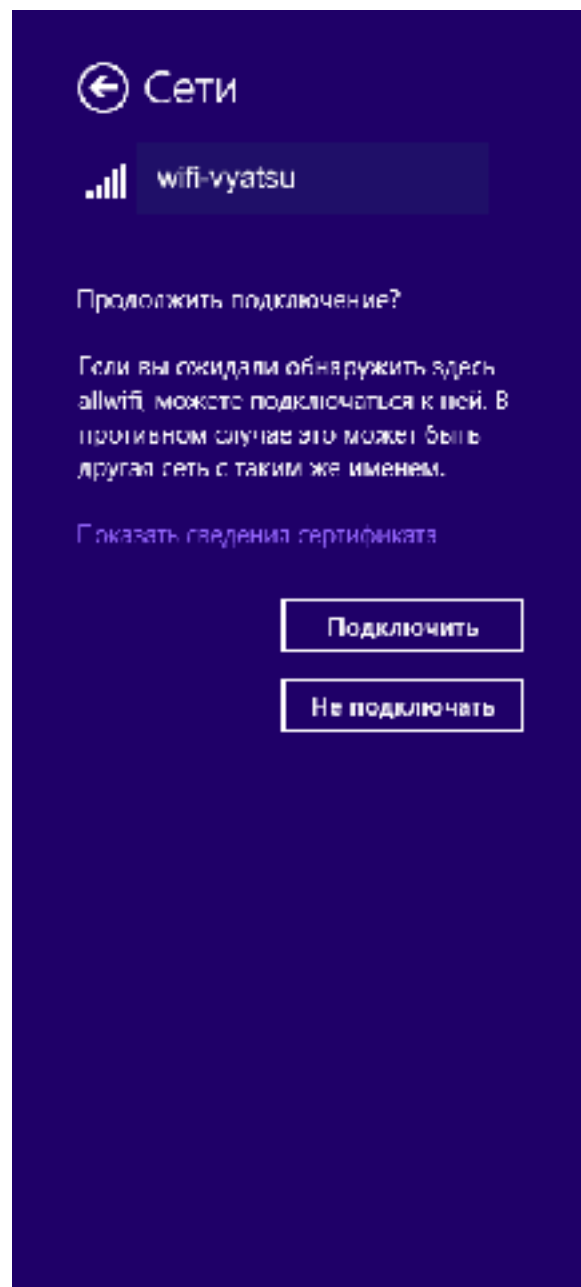 Сети
wifi-vyatsu
Продолжить подключение?
Если вы ожидали обнаружить здесь
allwifi, можете подключаться к ней. В
противном случае это может быть
другая сеть с таким же именем.
Показать сведения сертификата
Подключить
Не подключать